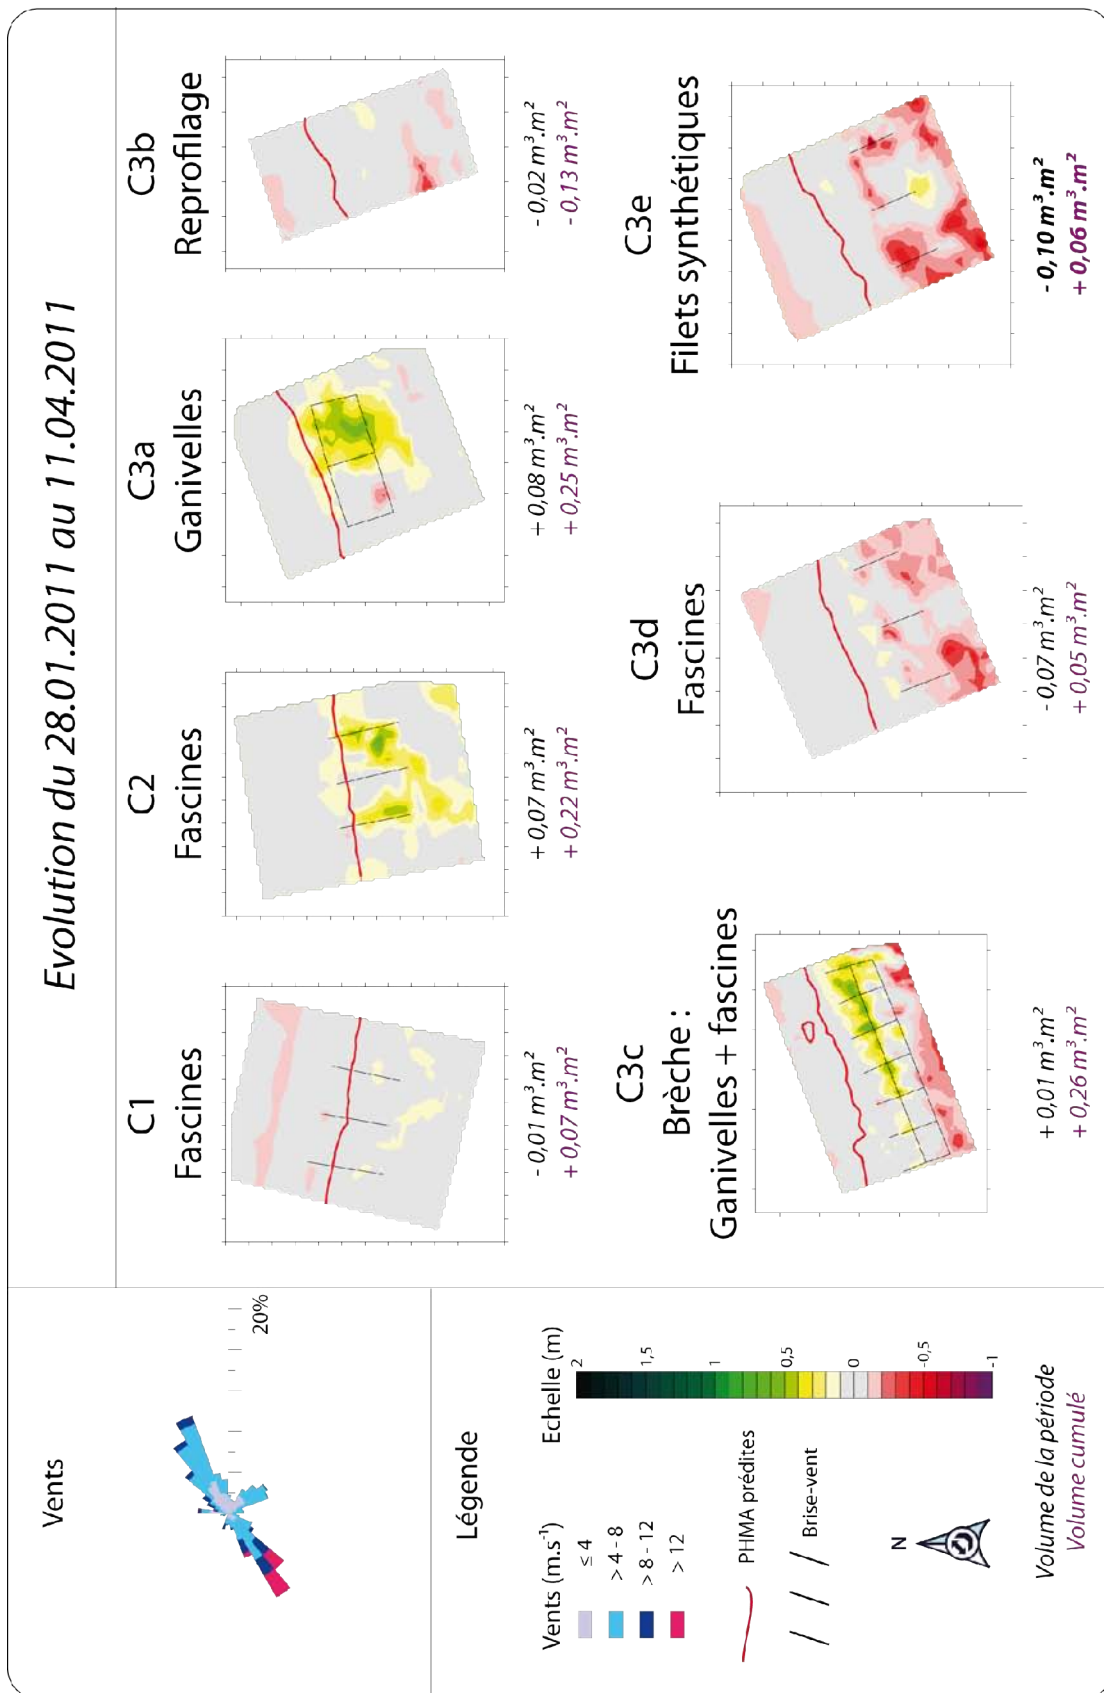 Evolution du 28.01.2011 au 11.04.2011
Vents
20%
Légende
Vents (m.s⁻¹)
≤ 4
> 4 - 8
> 8 - 12
> 12
PHMA prédites
Brise-vent
N
Echelle (m)
2
1,5
1
0,5
0
-0,5
-1
Volume de la période
Volume cumulé
C1
Fascines
- 0,01 m³.m²
+ 0,07 m³.m²
C2
Fascines
+ 0,07 m³.m²
+ 0,22 m³.m²
C3a
Ganivelles
+ 0,08 m³.m²
+ 0,25 m³.m²
C3b
Reprofilage
- 0,02 m³.m²
- 0,13 m³.m²
C3c
Brèche :
Ganivelles + fascines
+ 0,01 m³.m²
+ 0,26 m³.m²
C3d
Fascines
- 0,07 m³.m²
+ 0,05 m³.m²
C3e
Filets synthétiques
- 0,10 m³.m²
+ 0,06 m³.m²